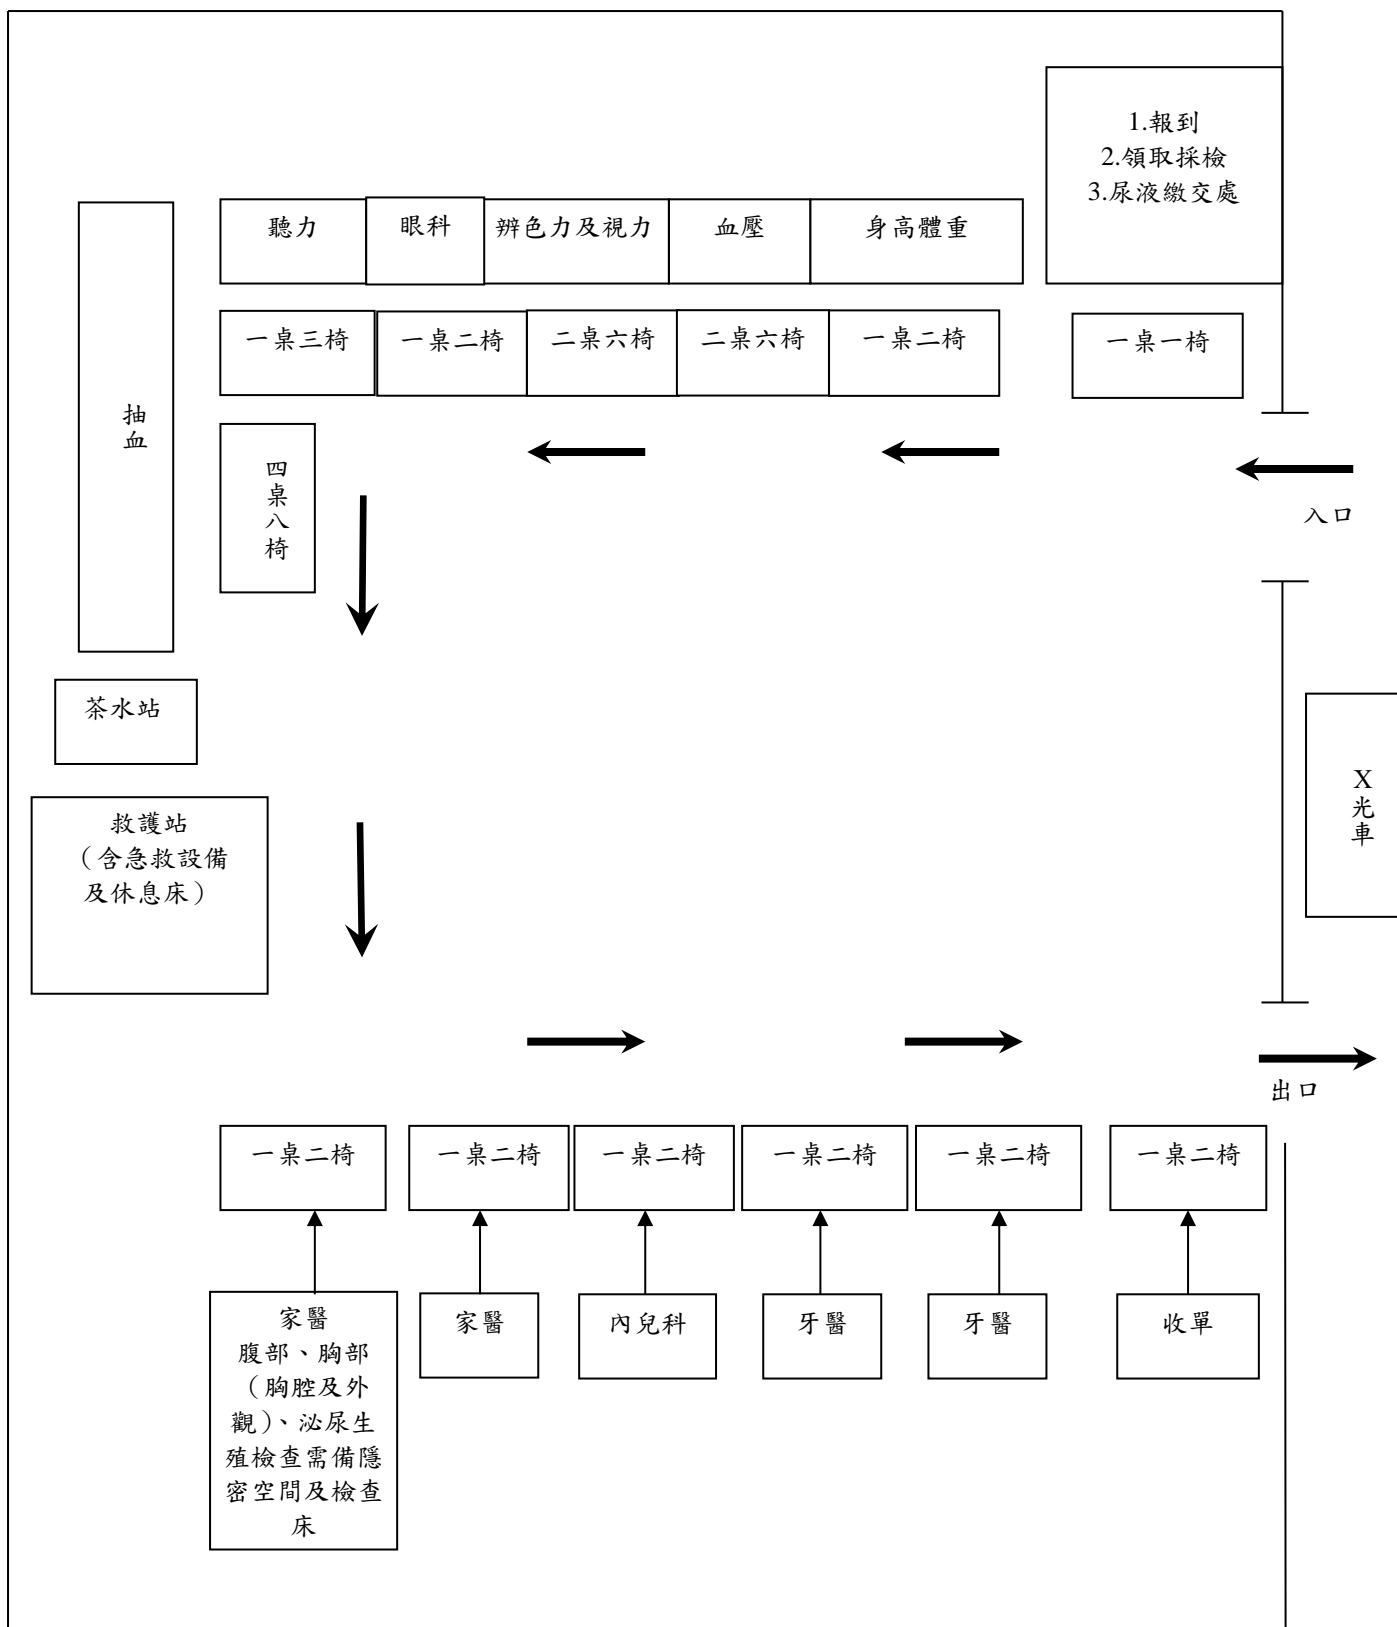 1.報到
2.領取採檢
3.尿液繳交處
聽力
眼科
辨色力及視力
血壓
身高體重
一桌三椅
一桌二椅
二桌六椅
二桌六椅
一桌二椅
一桌一椅
抽血
四桌八椅
入口
茶水站
X光車
救護站
（含急救設備
及休息床）
出口
一桌二椅
一桌二椅
一桌二椅
一桌二椅
一桌二椅
一桌二椅
家醫
腹部、胸部
（胸腔及外
觀）、泌尿生
殖檢查需備隱
密空間及檢查
床
家醫
內兒科
牙醫
牙醫
收單